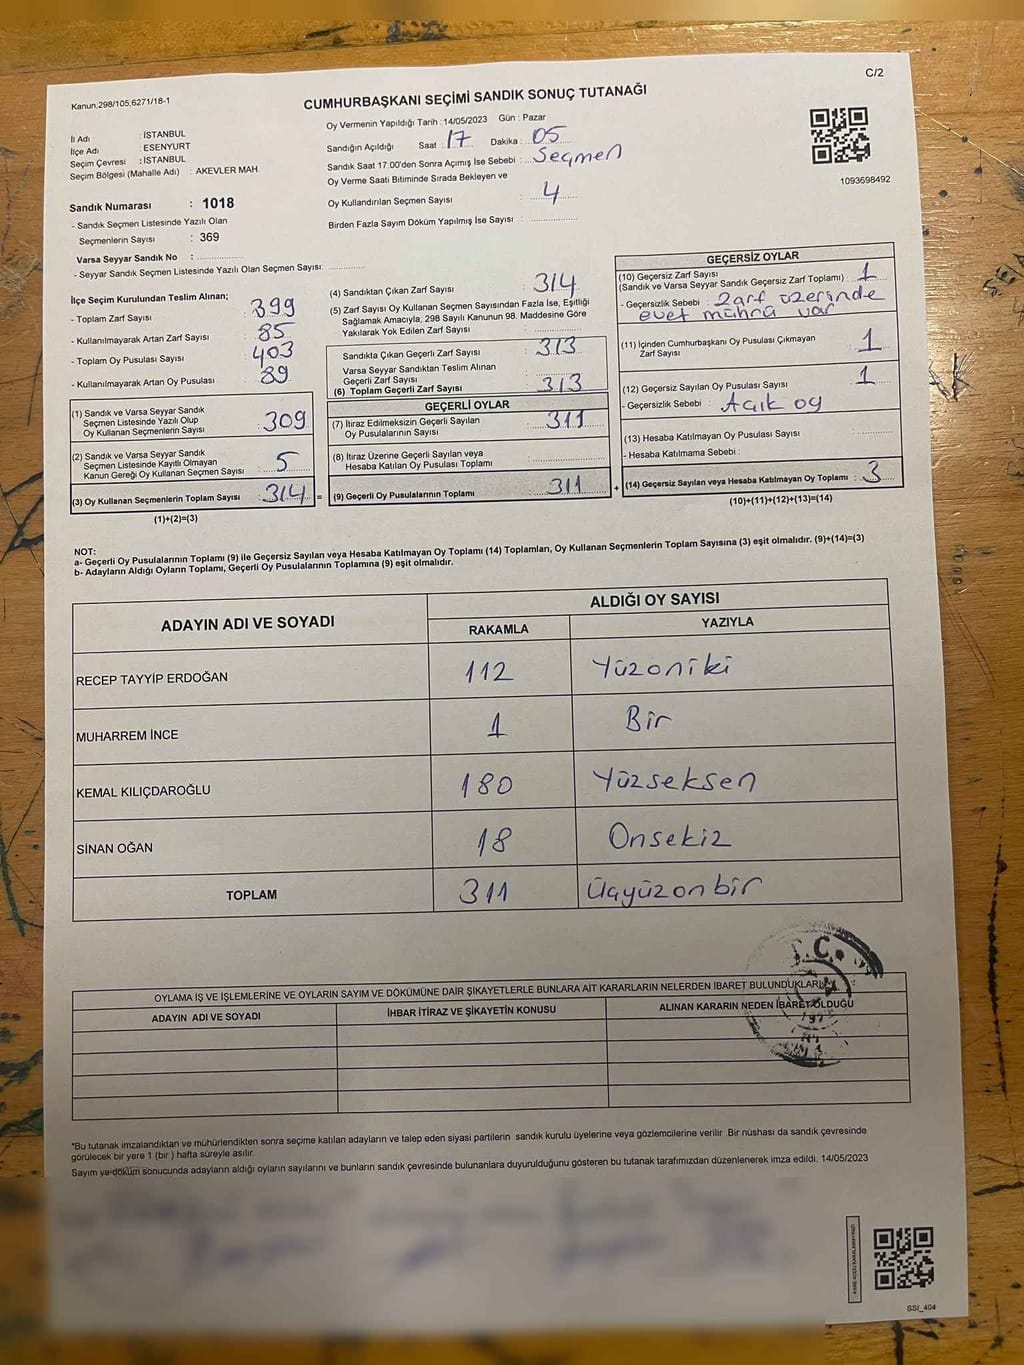 C/2
Kanun.298/105,6271/18-1
CUMHURBAŞKANI SEÇİMİ SANDIK SONUÇ TUTANAĞI
İl Adı : İSTANBUL
İlçe Adı : ESENYURT
Seçim Çevresi : İSTANBUL
Seçim Bölgesi (Mahalle Adı) : AKEVLER MAH
Oy Vermenin Yapıldığı Tarih :14/05/2023 Gün : Pazar
Sandığın Açıldığı Saat : 17 Dakika : 05
Sandık Saat 17:00'den Sonra Açımış İse Sebebi : Seçmen
Oy Verme Saati Bitiminde Sırada Bekleyen ve
Oy Kullandırılan Seçmen Sayısı : 4
Birden Fazla Sayım Döküm Yapılmış İse Sayısı :
1093698492
Sandık Numarası : 1018
- Sandık Seçmen Listesinde Yazılı Olan
Seçmenlerin Sayısı : 369
Varsa Seyyar Sandık No :
- Seyyar Sandık Seçmen Listesinde Yazılı Olan Seçmen Sayısı:
İlçe Seçim Kurulundan Teslim Alınan;
- Toplam Zarf Sayısı : 399
- Kullanılmayarak Artan Zarf Sayısı : 85
- Toplam Oy Pusulası Sayısı : 403
- Kullanılmayarak Artan Oy Pusulası : 89
(1) Sandık ve Varsa Seyyar Sandık
Seçmen Listesinde Yazılı Olup
Oy Kullanan Seçmenlerin Sayısı : 309
(2) Sandık ve Varsa Seyyar Sandık
Seçmen Listesinde Kayıtlı Olmayan
Kanun Gereği Oy Kullanan Seçmen Sayısı : 5
(3) Oy Kullanan Seçmenlerin Toplam Sayısı : 314 =
(1)+(2)=(3)
(4) Sandıktan Çıkan Zarf Sayısı : 314
(5) Zarf Sayısı Oy Kullanan Seçmen Sayısından Fazla İse, Eşitliği
Sağlamak Amacıyla, 298 Sayılı Kanunun 98. Maddesine Göre
Yakılarak Yok Edilen Zarf Sayısı :
Sandıkta Çıkan Geçerli Zarf Sayısı : 313
Varsa Seyyar Sandıktan Teslim Alınan
Geçerli Zarf Sayısı :
(6) Toplam Geçerli Zarf Sayısı : 313
GEÇERLİ OYLAR
(7) İtiraz Edilmeksizin Geçerli Sayılan
Oy Pusulalarının Sayısı : 311
(8) İtiraz Üzerine Geçerli Sayılan veya
Hesaba Katılan Oy Pusulası Toplamı :
(9) Geçerli Oy Pusulalarının Toplamı : 311 +
GEÇERSİZ OYLAR
(10) Geçersiz Zarf Sayısı
(Sandık ve Varsa Seyyar Sandık Geçersiz Zarf Toplamı) : 1
- Geçersizlik Sebebi : Zarf üzerinde
evet mührü var
(11) İçinden Cumhurbaşkanı Oy Pusulası Çıkmayan
Zarf Sayısı : 1
(12) Geçersiz Sayılan Oy Pusulası Sayısı : 1
- Geçersizlik Sebebi : Açık oy
(13) Hesaba Katılmayan Oy Pusulası Sayısı :
- Hesaba Katılmama Sebebi :
(14) Geçersiz Sayılan veya Hesaba Katılmayan Oy Toplamı : 3
(10)+(11)+(12)+(13)=(14)
NOT:
a- Geçerli Oy Pusulalarının Toplamı (9) ile Geçersiz Sayılan veya Hesaba Katılmayan Oy Toplamı (14) Toplamları, Oy Kullanan Seçmenlerin Toplam Sayısına (3) eşit olmalıdır. (9)+(14)=(3)
b- Adayların Aldığı Oyların Toplamı, Geçerli Oy Pusulalarının Toplamına (9) eşit olmalıdır.
ADAYIN ADI VE SOYADI ALDIĞI OY SAYISI
RAKAMLA YAZIYLA
RECEP TAYYİP ERDOĞAN 112 Yüzoniki
MUHARREM İNCE 1 Bir
KEMAL KILIÇDAROĞLU 180 Yüzseksen
SİNAN OĞAN 18 Onsekiz
TOPLAM 311 Üçyüzonbir
T.C.
OYLAMA İŞ VE İŞLEMLERİNE VE OYLARIN SAYIM VE DÖKÜMÜNE DAİR ŞİKAYETLERLE BUNLARA AİT KARARLARIN NELERDEN İBARET BULUNDUKLARI
ADAYIN ADI VE SOYADI İHBAR İTİRAZ VE ŞİKAYETİN KONUSU ALINAN KARARIN NEDEN İBARET OLDUĞU
*Bu tutanak imzalandıktan ve mühürlendikten sonra seçime katılan adayların ve talep eden siyasi partilerin sandık kurulu üyelerine veya gözlemcilerine verilir. Bir nüshası da sandık çevresinde
görülecek bir yere 1 (bir ) hafta süreyle asılır.
Sayım ve döküm sonucunda adayların aldığı oyların sayılarını ve bunların sandık çevresinde bulunanlara duyurulduğunu gösteren bu tutanak tarafımızdan düzenlenerek imza edildi. 14/05/2023
SSI_404